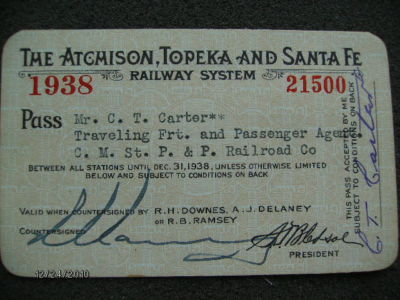 THE ATCHISON, TOPEKA AND SANTA FE
RAILWAY SYSTEM
1938
21500
Pass Mr. C. T. Carter**
Traveling Frt. and Passenger Agen
C. M. St. P. & P. Railroad Co
BETWEEN ALL STATIONS UNTIL DEC. 31, 1938, UNLESS OTHERWISE LIMITED
BELOW AND SUBJECT TO CONDITIONS ON BACK
VALID WHEN COUNTERSIGNED BY R. H. DOWNES, A. J. DELANEY
OR R. B. RAMSEY
COUNTERSIGNED
PRESIDENT
THIS PASS ACCEPTED BY ME
SUBJECT TO CONDITIONS ON BACK
C T Carter
12/24/2010